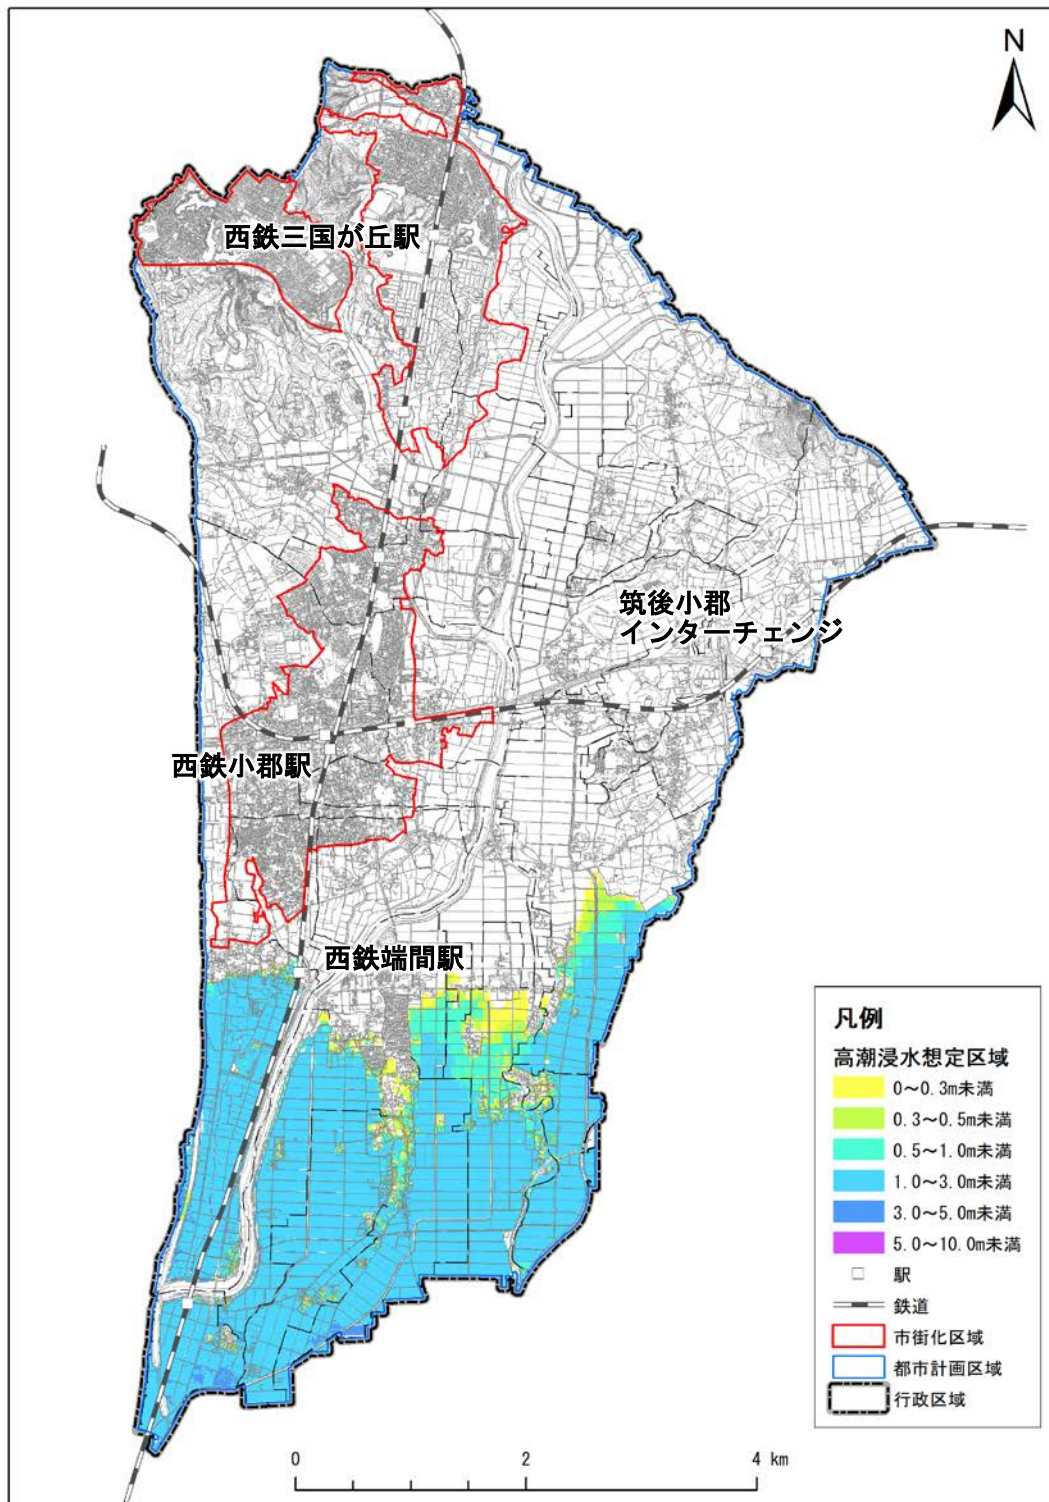 N
西鉄三国が丘駅
筑後小郡
インターチェンジ
西鉄小郡駅
西鉄端間駅
凡例
高潮浸水想定区域
0～0.3m未満
0.3～0.5m未満
0.5～1.0m未満
1.0～3.0m未満
3.0～5.0m未満
5.0～10.0m未満
駅
鉄道
市街化区域
都市計画区域
行政区域
0 2 4 km